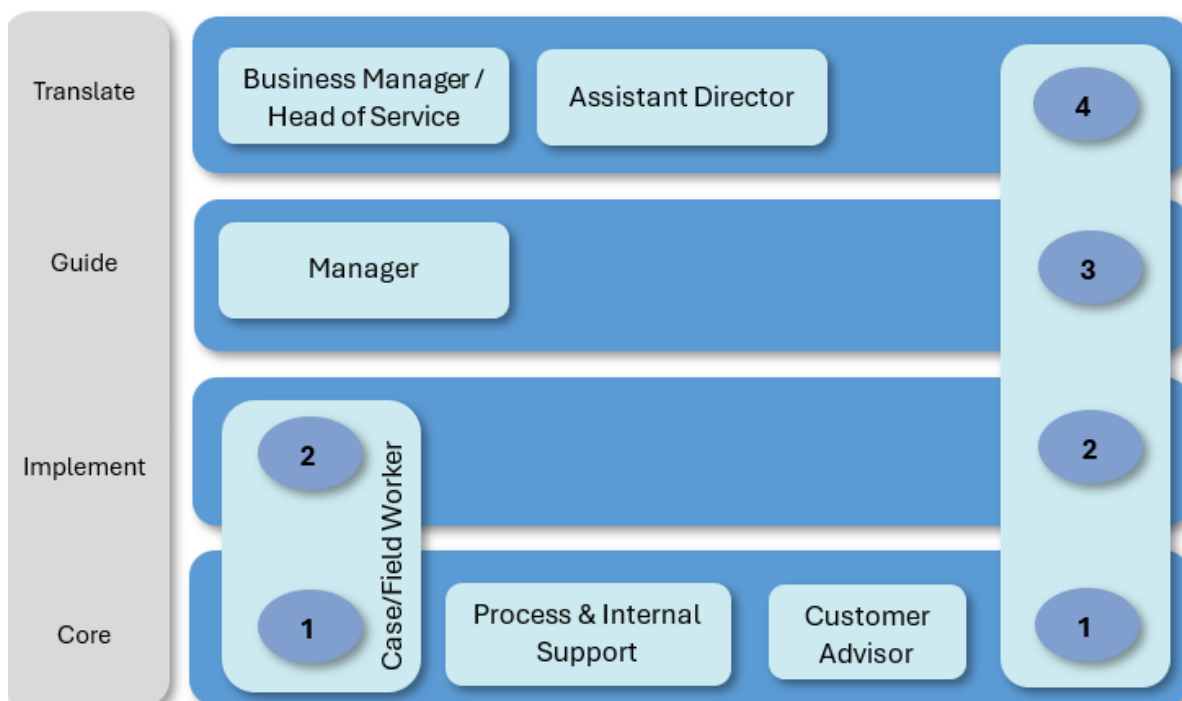 Translate
Business Manager /
Head of Service
Assistant Director
4
Guide
Manager
3
Implement
2
Case/Field Worker
2
Core
1
Process & Internal
Support
Customer
Advisor
1